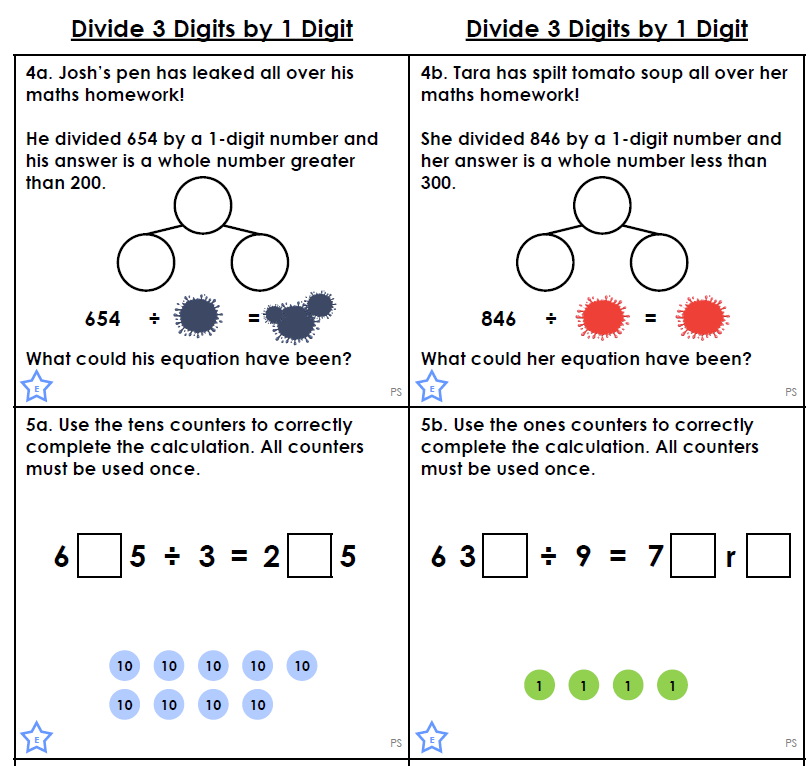 Divide 3 Digits by 1 Digit
4a. Josh's pen has leaked all over his
maths homework!
He divided 654 by a 1-digit number and
his answer is a whole number greater
than 200.
654 ÷ =
What could his equation have been?
E
PS
Divide 3 Digits by 1 Digit
4b. Tara has spilt tomato soup all over her
maths homework!
She divided 846 by a 1-digit number and
her answer is a whole number less than
300.
846 ÷ =
What could her equation have been?
E
PS
5a. Use the tens counters to correctly
complete the calculation. All counters
must be used once.
6 5 ÷ 3 = 2 5
10 10 10 10 10
10 10 10 10
E
PS
5b. Use the ones counters to correctly
complete the calculation. All counters
must be used once.
6 3 ÷ 9 = 7 r
1 1 1 1
E
PS